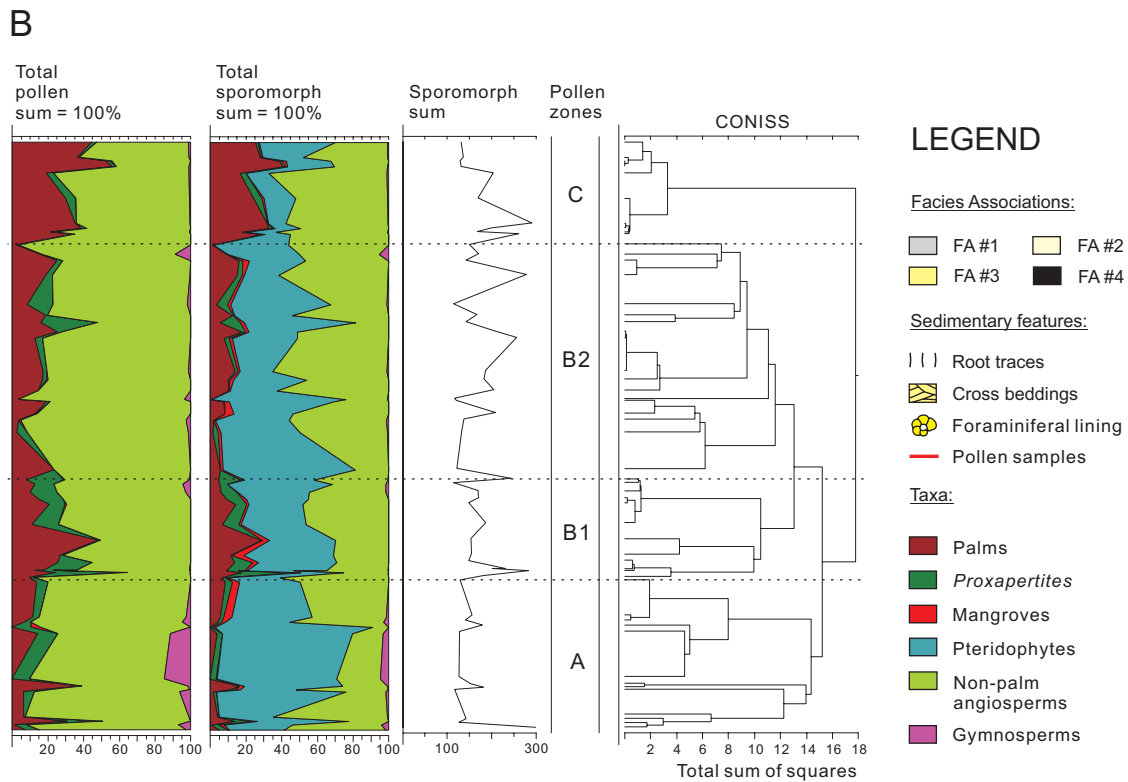 B
Total
pollen
sum = 100%
Total
sporomorph
sum = 100%
Sporomorph
sum
Pollen
zones
CONISS
C
B2
B1
A
20 40 60 80 100
20 40 60 80 100
100 300
2 4 6 8 10 12 14 16 18
Total sum of squares
LEGEND
Facies Associations:
FA #1
FA #2
FA #3
FA #4
Sedimentary features:
Root traces
Cross beddings
Foraminiferal lining
Pollen samples
Taxa:
Palms
Proxapertites
Mangroves
Pteridophytes
Non-palm
angiosperms
Gymnosperms